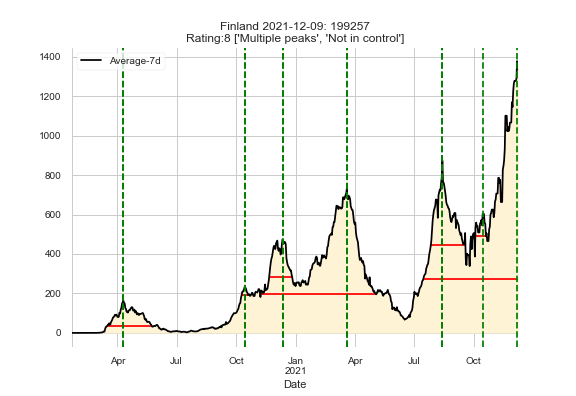 Finland 2021-12-09: 199257
Rating:8 ['Multiple peaks', 'Not in control']
1400
1200
1000
800
600
400
200
0
Average-7d
Apr Jul Oct Jan Apr Jul Oct
2021
Date